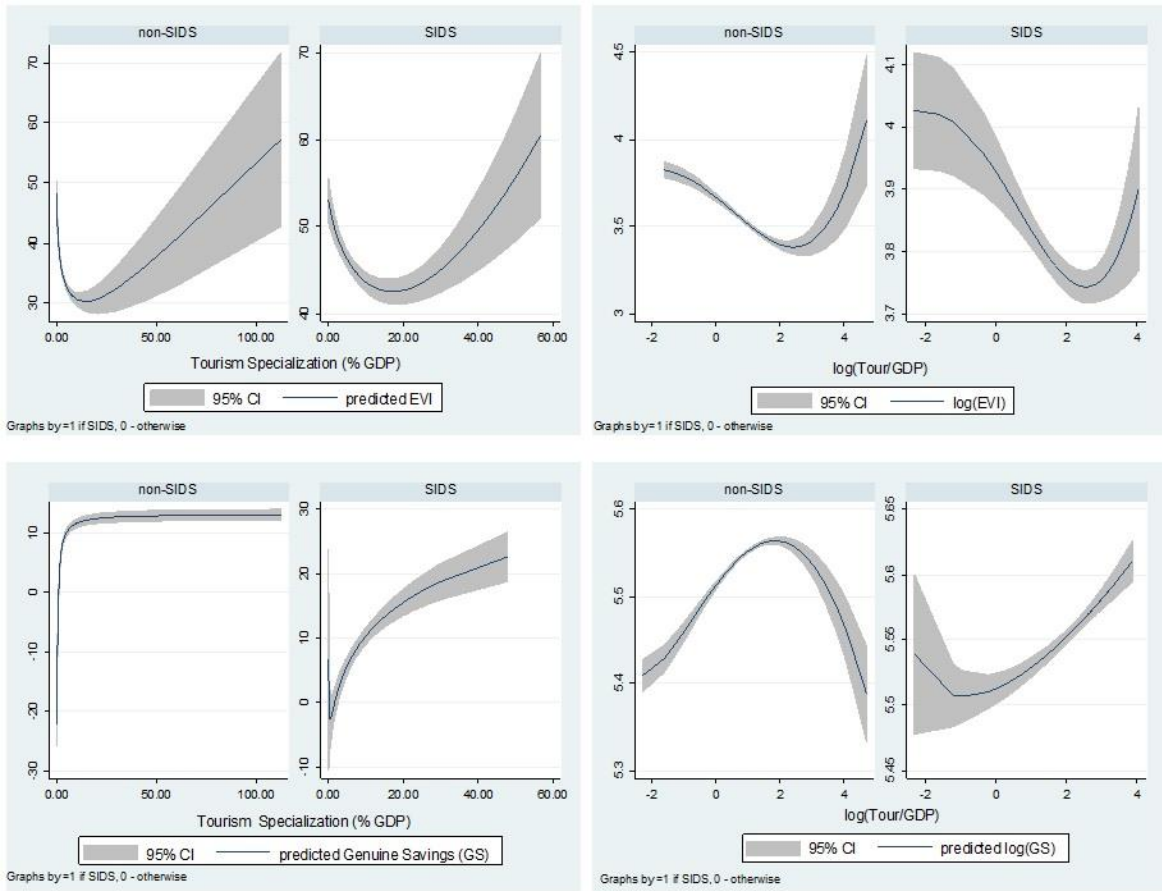 non-SIDS SIDS
70
60
50
40
30
70
60
50
40
0.00 50.00 100.00 0.00 20.00 40.00 60.00
Tourism Specialization (% GDP)
95% CI predicted EVI
Graphs by =1 if SIDS, 0 - otherwise
non-SIDS SIDS
4.5
4
3.5
3
4.1
4
3.9
3.8
3.7
-2 0 2 4 -2 0 2 4
log(Tour/GDP)
95% CI log(EVI)
Graphs by =1 if SIDS, 0 - otherwise
non-SIDS SIDS
10
0
-10
-20
-30
30
20
10
0
-10
0.00 50.00 100.00 0.00 20.00 40.00 60.00
Tourism Specialization (% GDP)
95% CI predicted Genuine Savings (GS)
Graphs by =1 if SIDS, 0 - otherwise
non-SIDS SIDS
5.6
5.5
5.4
5.3
5.65
5.6
5.55
5.5
5.45
-2 0 2 4 -2 0 2 4
log(Tour/GDP)
95% CI predicted log(GS)
Graphs by =1 if SIDS, 0 - otherwise